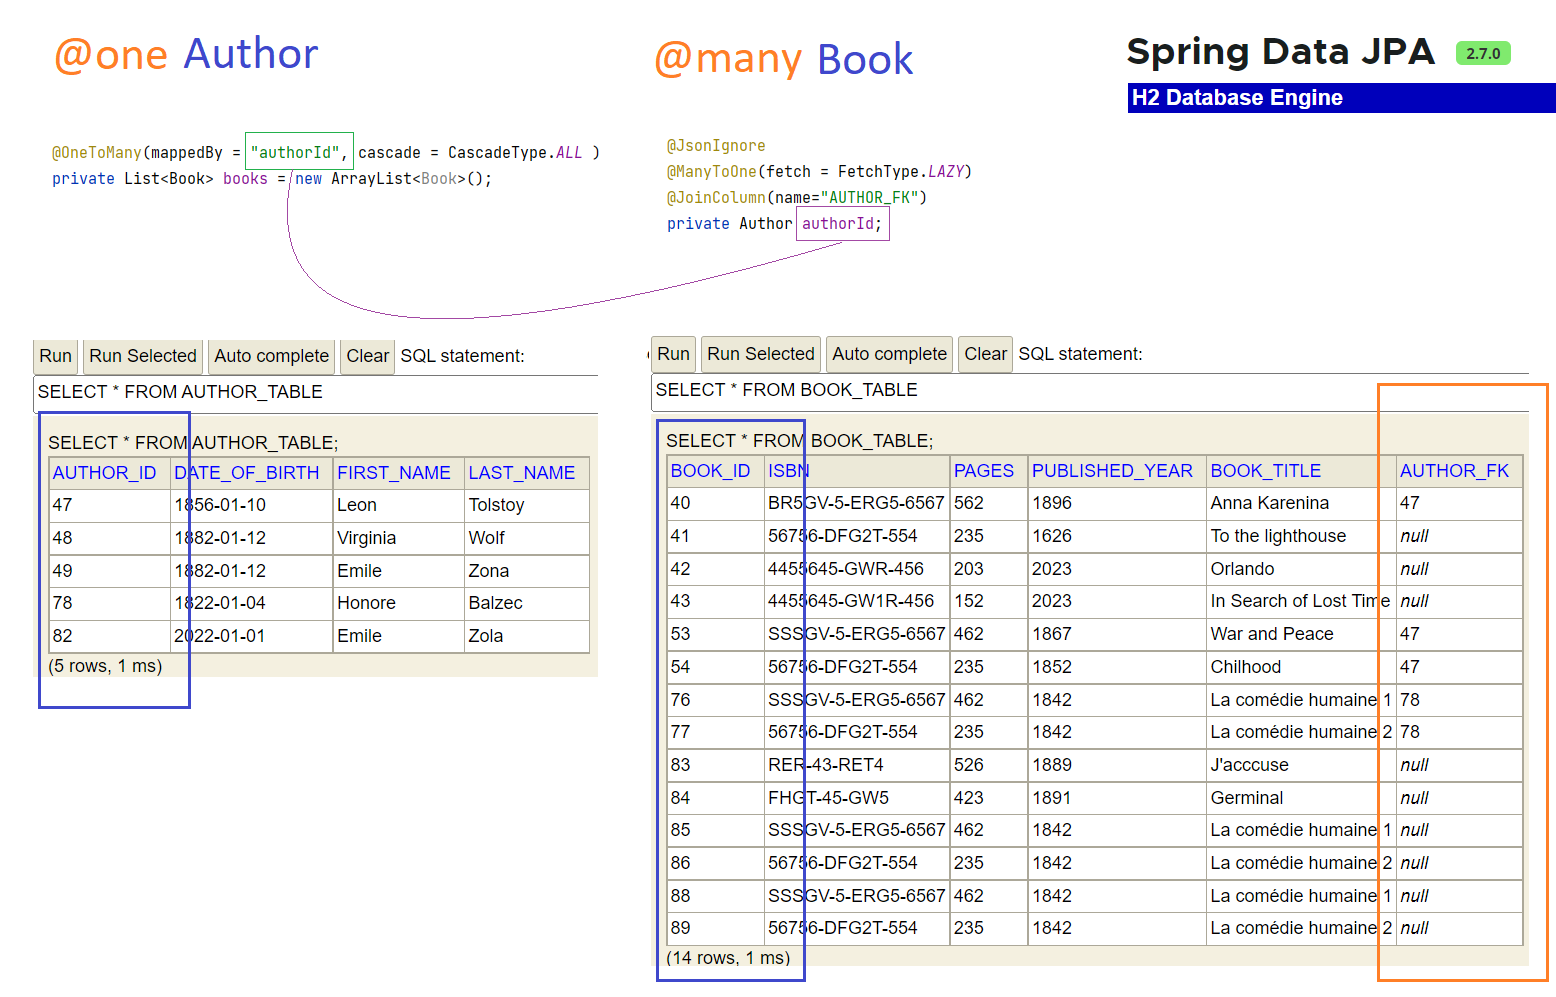 @one Author
@many Book
Spring Data JPA 2.7.0
H2 Database Engine
@OneToMany(mappedBy = "authorId", cascade = CascadeType.ALL )
private List<Book> books = new ArrayList<Book>();
@JsonIgnore
@ManyToOne(fetch = FetchType.LAZY)
@JoinColumn(name="AUTHOR_FK")
private Author authorId;
Run Run Selected Auto complete Clear SQL statement:
SELECT * FROM AUTHOR_TABLE
SELECT * FROM AUTHOR_TABLE;
AUTHOR_ID DATE_OF_BIRTH FIRST_NAME LAST_NAME
47 1856-01-10 Leon Tolstoy
48 1882-01-12 Virginia Wolf
49 1882-01-12 Emile Zona
78 1822-01-04 Honore Balzec
82 2022-01-01 Emile Zola
(5 rows, 1 ms)
Run Run Selected Auto complete Clear SQL statement:
SELECT * FROM BOOK_TABLE
SELECT * FROM BOOK_TABLE;
BOOK_ID ISBN PAGES PUBLISHED_YEAR BOOK_TITLE AUTHOR_FK
40 BR5GV-5-ERG5-6567 562 1896 Anna Karenina 47
41 56756-DFG2T-554 235 1626 To the lighthouse null
42 4455645-GWR-456 203 2023 Orlando null
43 4455645-GW1R-456 152 2023 In Search of Lost Time null
53 SSSGV-5-ERG5-6567 462 1867 War and Peace 47
54 56756-DFG2T-554 235 1852 Chilhood 47
76 SSSGV-5-ERG5-6567 462 1842 La comédie humaine 1 78
77 56756-DFG2T-554 235 1842 La comédie humaine 2 78
83 RER-43-RET4 526 1889 J'acccuse null
84 FHGT-45-GW5 423 1891 Germinal null
85 SSSGV-5-ERG5-6567 462 1842 La comédie humaine 1 null
86 56756-DFG2T-554 235 1842 La comédie humaine 2 null
88 SSSGV-5-ERG5-6567 462 1842 La comédie humaine 1 null
89 56756-DFG2T-554 235 1842 La comédie humaine 2 null
(14 rows, 1 ms)